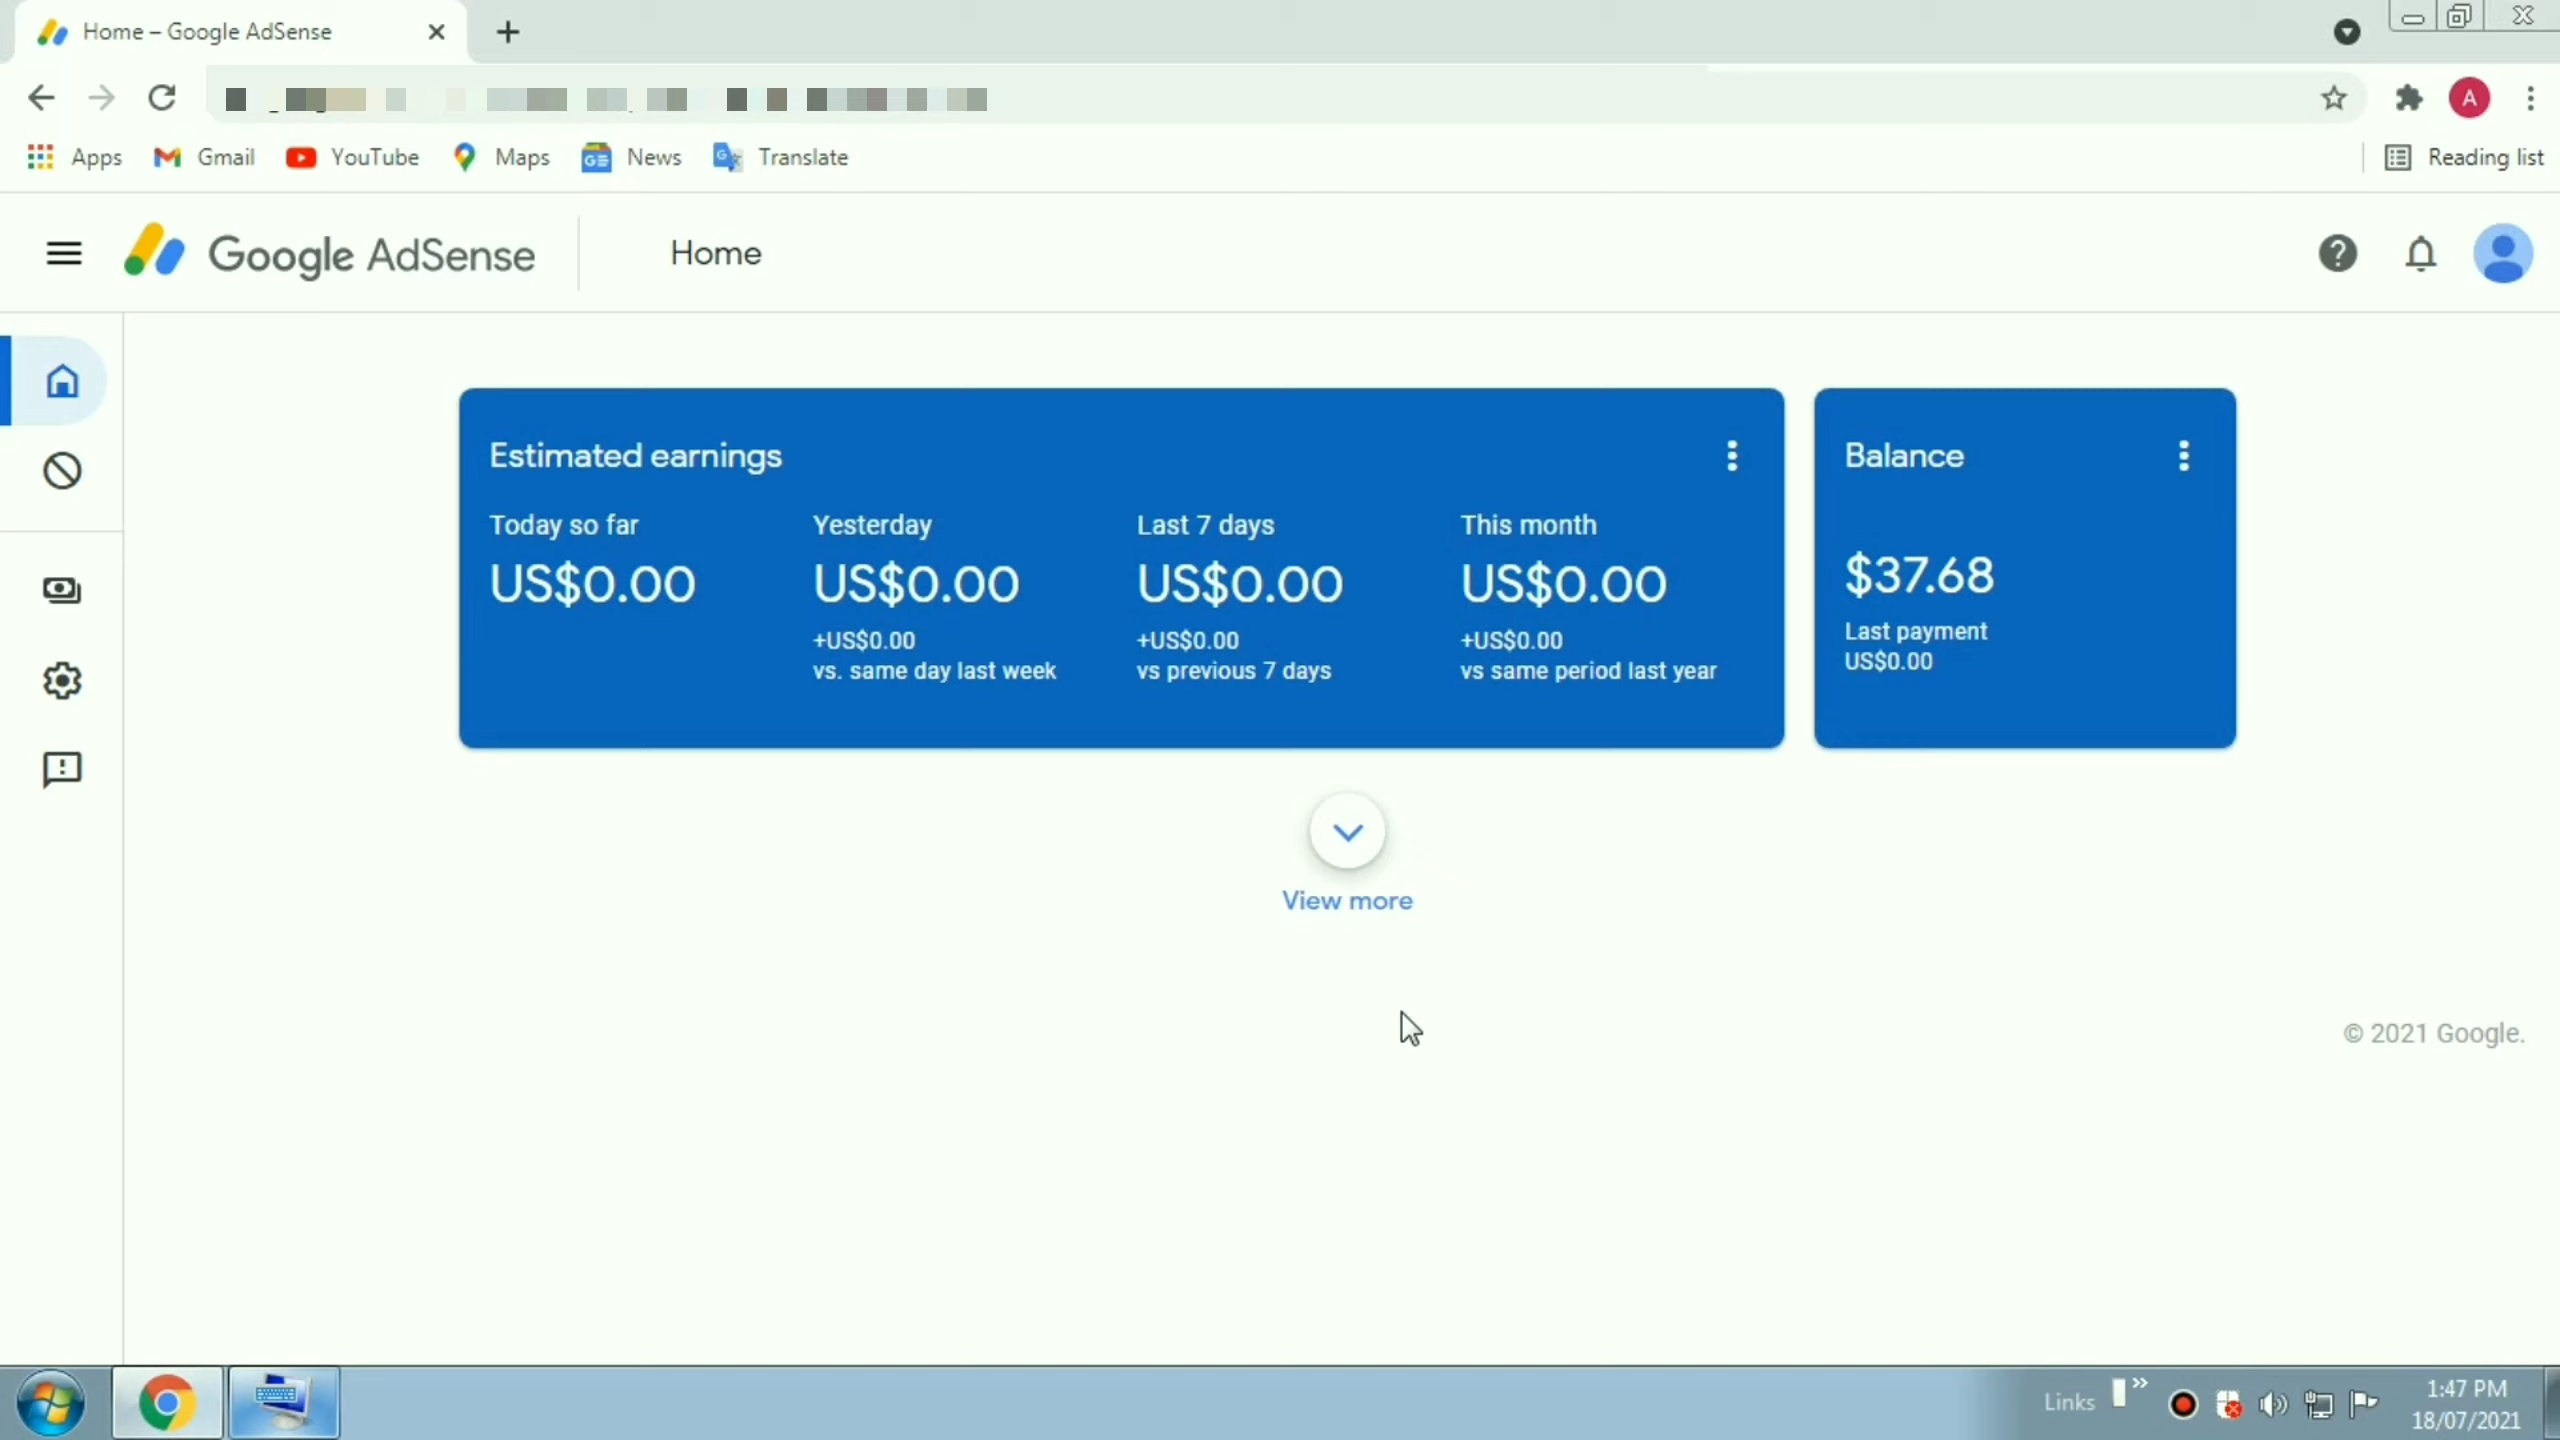 Home – Google AdSense
Apps
Gmail
YouTube
Maps
News
Translate
Reading list
Google AdSense
Home
Estimated earnings
Today so far
US$0.00
Yesterday
US$0.00
+US$0.00
vs. same day last week
Last 7 days
US$0.00
+US$0.00
vs previous 7 days
This month
US$0.00
+US$0.00
vs same period last year
Balance
$37.68
Last payment
US$0.00
View more
© 2021 Google.
Links
1:47 PM
18/07/2021
A